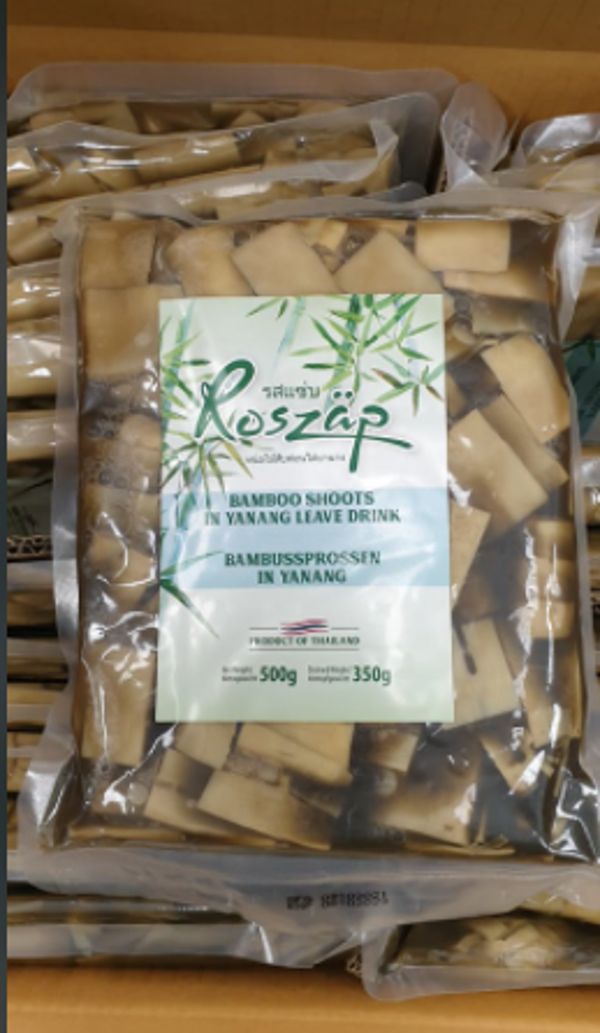 รสแซ่บ
Roszäp
BAMBOO SHOOTS
IN YANANG LEAVE DRINK
BAMBUSSPROSSEN
IN YANANG
PRODUCT OF THAILAND
500g
350g